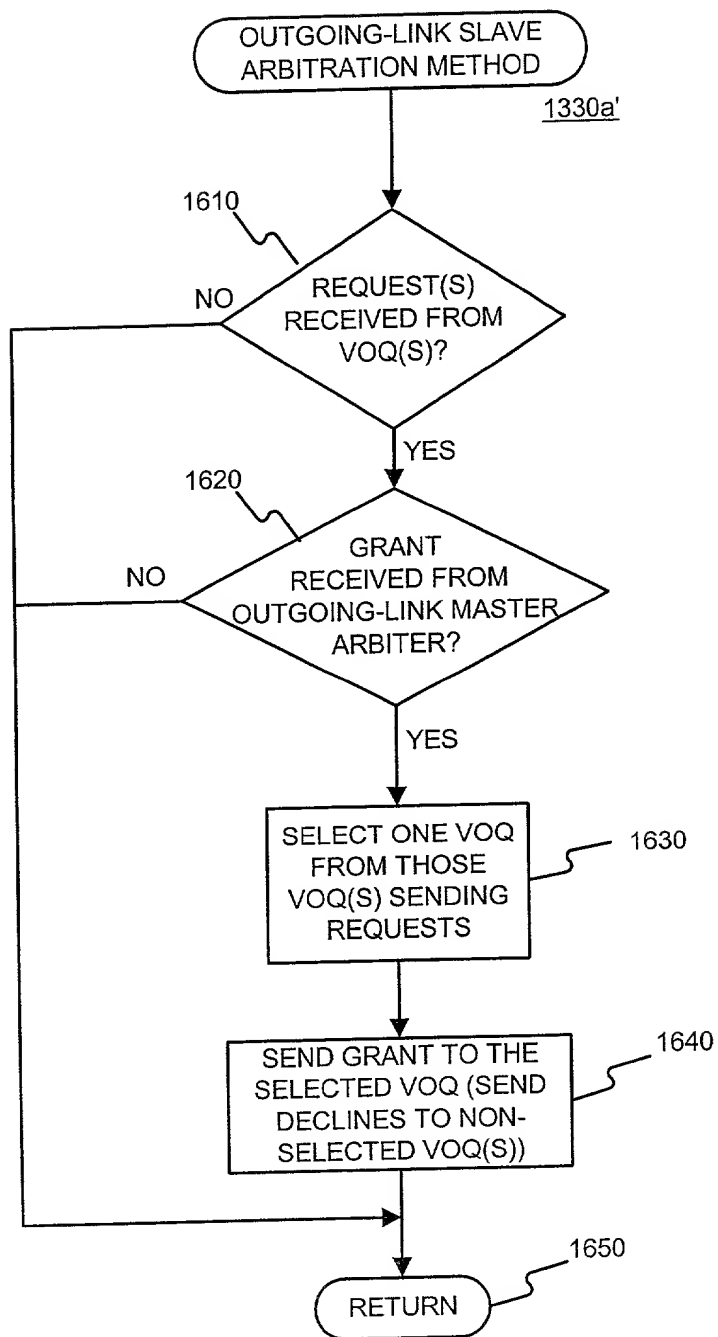 OUTGOING-LINK SLAVE
ARBITRATION METHOD
1330a'
1610
NO
REQUEST(S)
RECEIVED FROM
VOQ(S)?
YES
1620
NO
GRANT
RECEIVED FROM
OUTGOING-LINK MASTER
ARBITER?
YES
SELECT ONE VOQ
FROM THOSE
VOQ(S) SENDING
REQUESTS
1630
SEND GRANT TO THE
SELECTED VOQ (SEND
DECLINES TO NON-
SELECTED VOQ(S))
1640
1650
RETURN